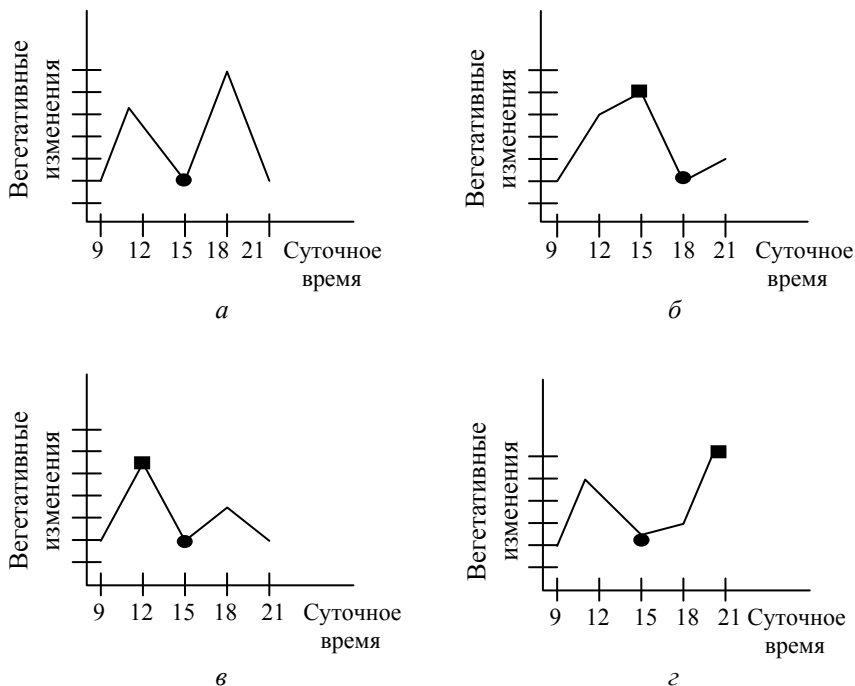 Вегетативные
изменения
9 12 15 18 21 Суточное
время
а
Вегетативные
изменения
9 12 15 18 21 Суточное
время
б
Вегетативные
изменения
9 12 15 18 21 Суточное
время
в
Вегетативные
изменения
9 12 15 18 21 Суточное
время
г